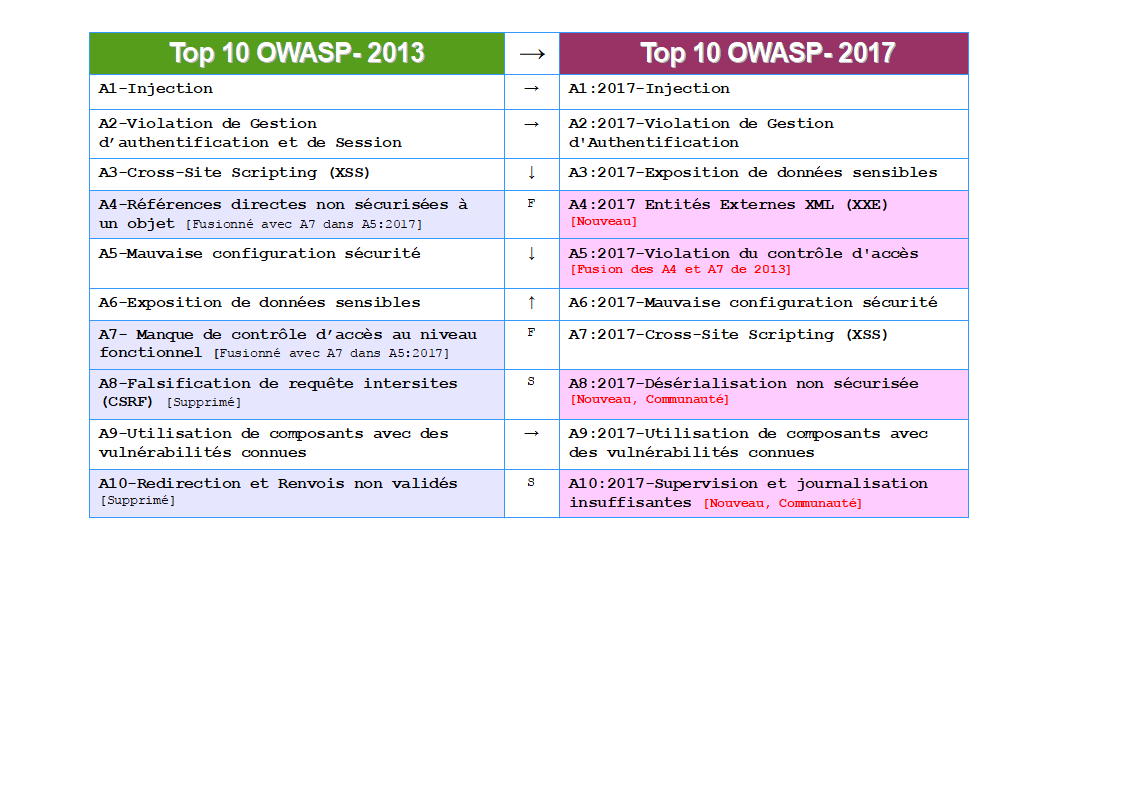 Top 10 OWASP- 2013 → Top 10 OWASP- 2017
A1-Injection → A1:2017-Injection
A2-Violation de Gestion → A2:2017-Violation de Gestion
d’authentification et de Session d'Authentification
A3-Cross-Site Scripting (XSS) ↓ A3:2017-Exposition de données sensibles
A4-Références directes non sécurisées à F A4:2017 Entités Externes XML (XXE)
un objet [Fusionné avec A7 dans A5:2017] [Nouveau]
A5-Mauvaise configuration sécurité ↓ A5:2017-Violation du contrôle d'accès
[Fusion des A4 et A7 de 2013]
A6-Exposition de données sensibles ↑ A6:2017-Mauvaise configuration sécurité
A7- Manque de contrôle d’accès au niveau F A7:2017-Cross-Site Scripting (XSS)
fonctionnel [Fusionné avec A7 dans A5:2017]
A8-Falsification de requête intersites S A8:2017-Désérialisation non sécurisée
(CSRF) [Supprimé] [Nouveau, Communauté]
A9-Utilisation de composants avec des → A9:2017-Utilisation de composants avec
vulnérabilités connues des vulnérabilités connues
A10-Redirection et Renvois non validés S A10:2017-Supervision et journalisation
[Supprimé] insuffisantes [Nouveau, Communauté]